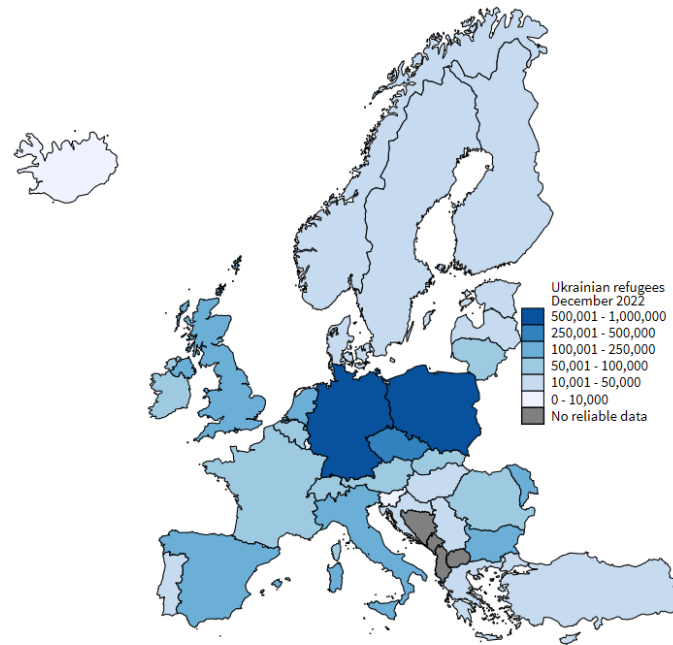 Ukrainian refugees
December 2022
500,001 - 1,000,000
250,001 - 500,000
100,001 - 250,000
50,001 - 100,000
10,001 - 50,000
0 - 10,000
No reliable data